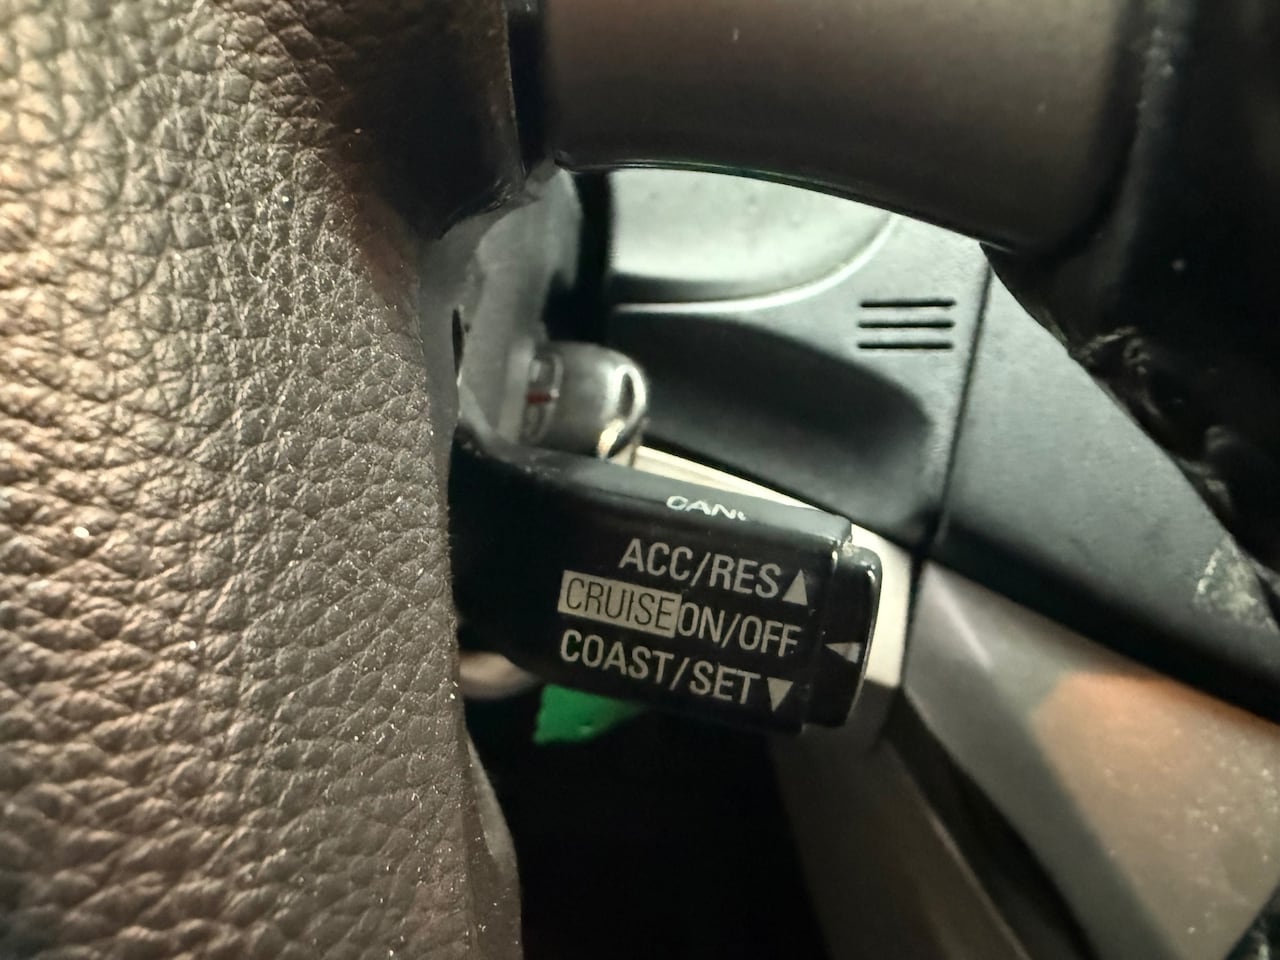 ACC/RES▲
CRUISE ON/OFF ◀
COAST/SET▼